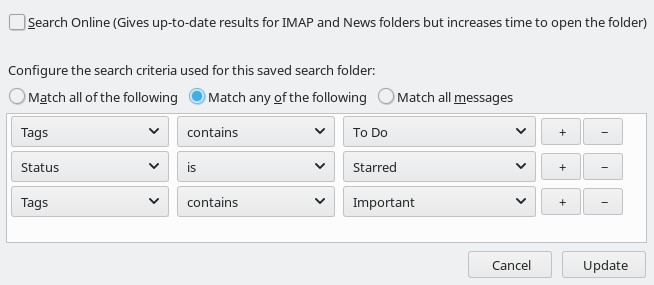 Search Online (Gives up-to-date results for IMAP and News folders but increases time to open the folder)
Configure the search criteria used for this saved search folder:
Match all of the following Match any of the following Match all messages
Tags contains To Do + −
Status is Starred + −
Tags contains Important + −
Cancel Update